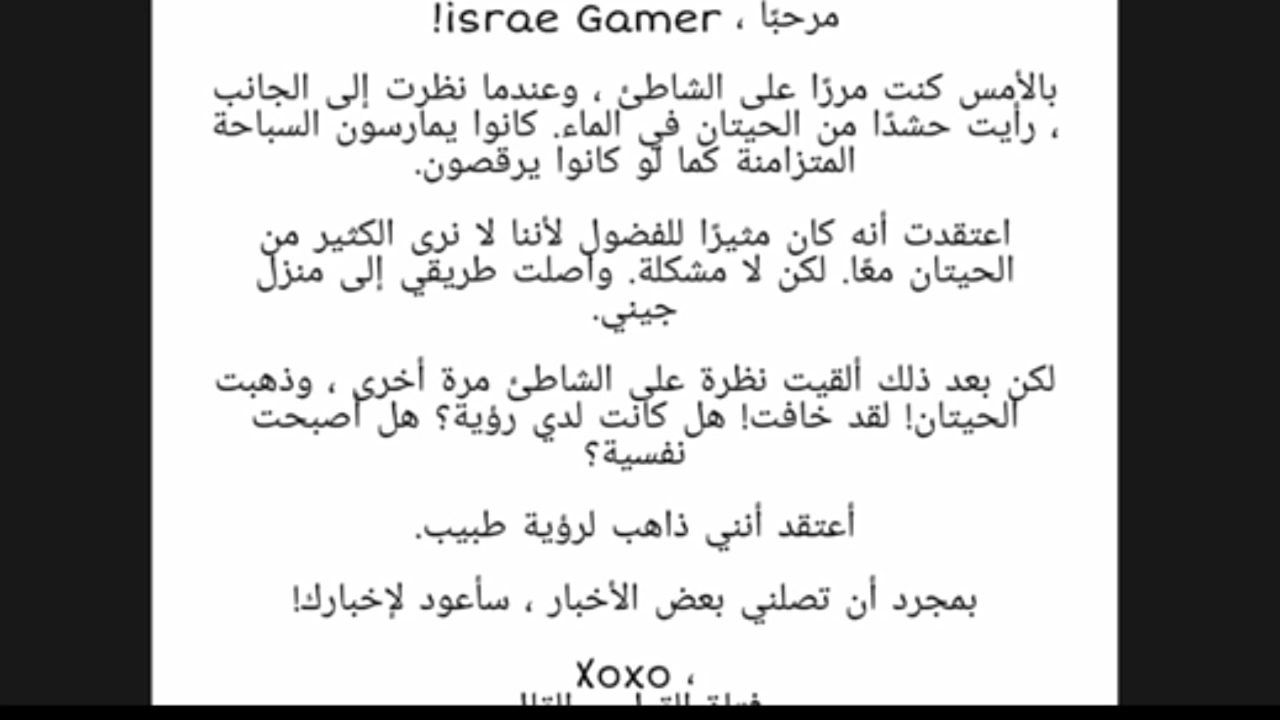 مرحبًا ، israe Gamer!
بالأمس كنت مررًا على الشاطئ ، وعندما نظرت إلى الجانب
، رأيت حشدًا من الحيتان في الماء. كانوا يمارسون السباحة
المتزامنة كما لو كانوا يرقصون.
اعتقدت أنه كان مثيرًا للفضول لأننا لا نرى الكثير من
الحيتان معًا. لكن لا مشكلة. واصلت طريقي إلى منزل
جيني.
لكن بعد ذلك ألقيت نظرة على الشاطئ مرة أخرى ، وذهبت
الحيتان! لقد خافت! هل كانت لدي رؤية؟ هل أصبحت
نفسية؟
أعتقد أنني ذاهب لرؤية طبيب.
بمجرد أن تصلني بعض الأخبار ، سأعود لإخبارك!
Xoxo ،